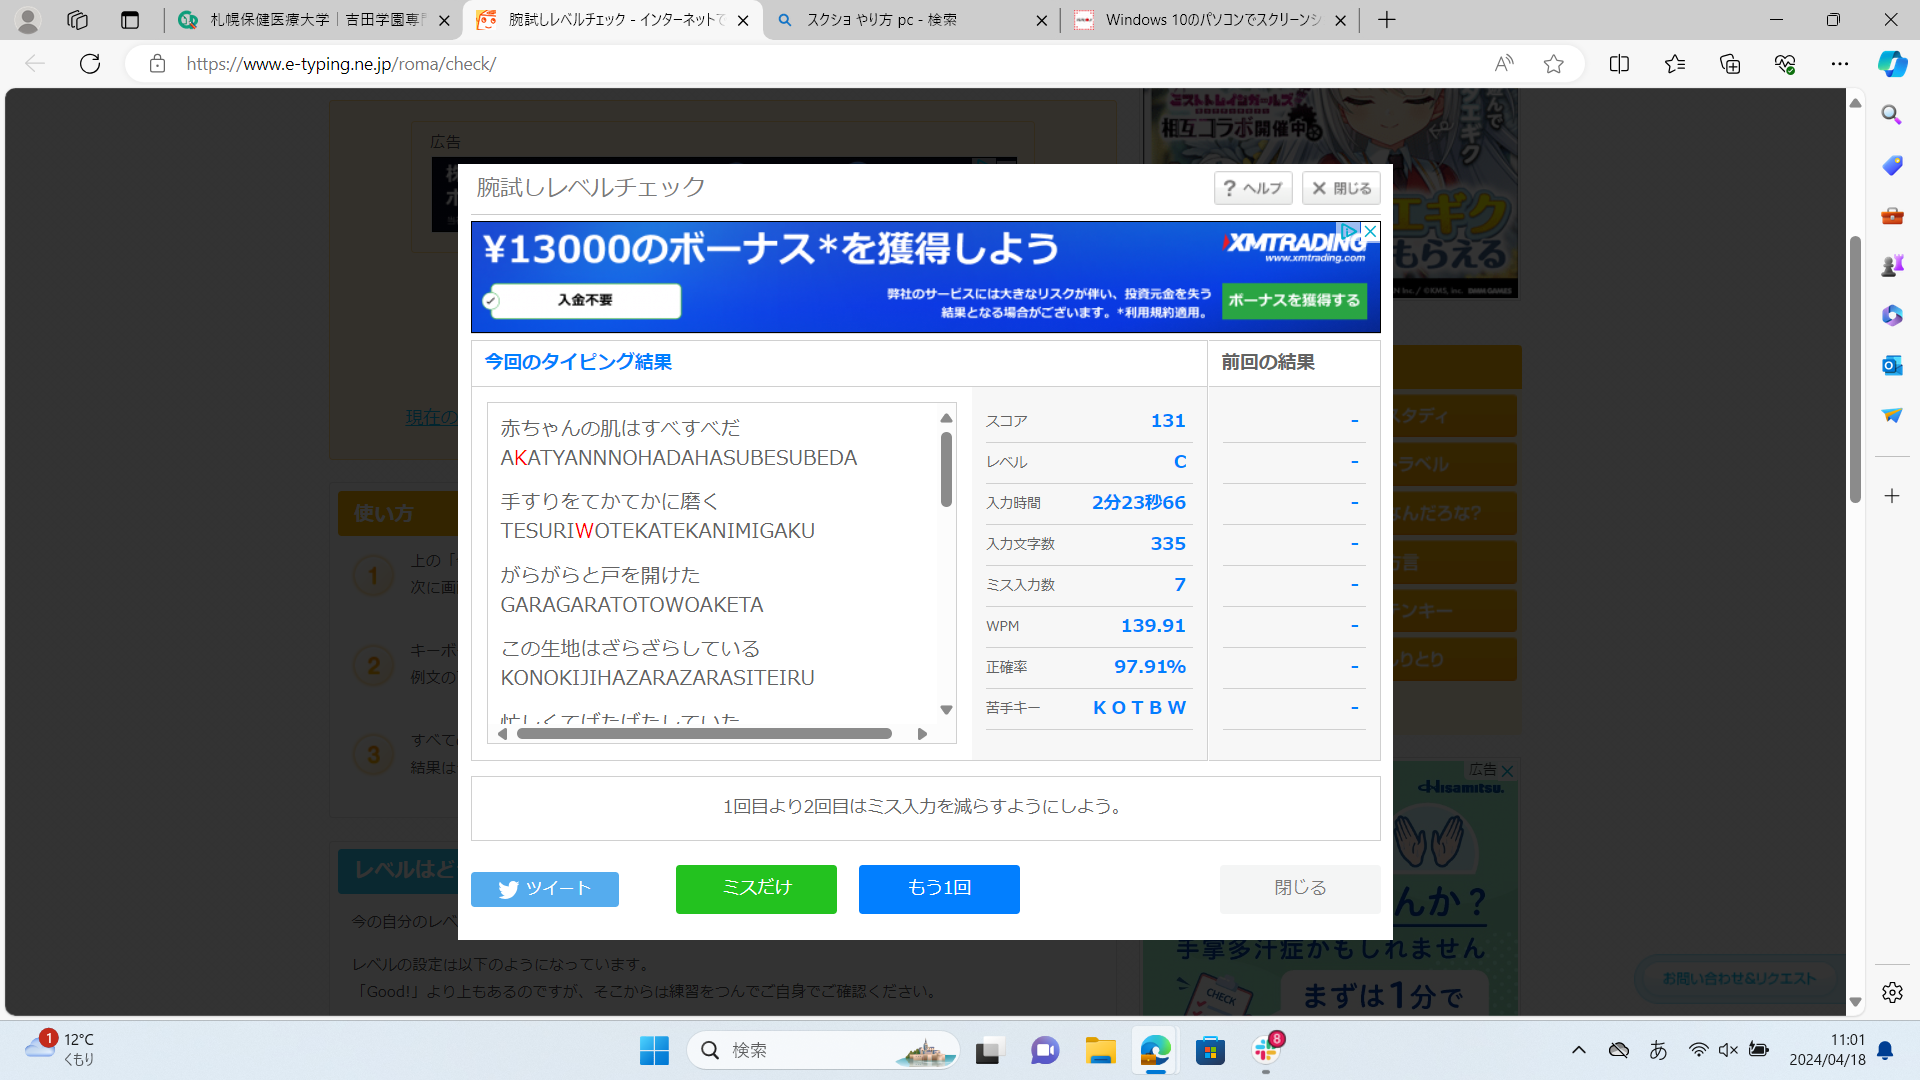 札幌保健医療大学｜吉田学園専門
腕試しレベルチェック - インターネットで
スクショ やり方 pc - 検索
Windows 10のパソコンでスクリーンシ
https://www.e-typing.ne.jp/roma/check/
広告
相互コラボ開催中
もらえる
腕試しレベルチェック
? ヘルプ
× 閉じる
¥13000のボーナス*を獲得しよう
XMTRADING
www.xmtrading.com
入金不要
弊社のサービスには大きなリスクが伴い、投資元金を失う
結果となる場合がございます。*利用規約適用。
ボーナスを獲得する
今回のタイピング結果
前回の結果
赤ちゃんの肌はすべすべだ
AKATYANNNOHADAHASUBESUBEDA
手すりをてかてかに磨く
TESURIWOTEKATEKANIMIGAKU
がらがらと戸を開けた
GARAGARATOTOWOAKETA
この生地はざらざらしている
KONOKIJIHAZARAZARASITEIRU
忙しくてばたばたしていた
スコア 131 -
レベル C -
入力時間 2分23秒66 -
入力文字数 335 -
ミス入力数 7 -
WPM 139.91 -
正確率 97.91% -
苦手キー K O T B W -
1回目より2回目はミス入力を減らすようにしよう。
ツイート
ミスだけ
もう1回
閉じる
現在の
使い方
1
上の「
次に画
2
キーボ
例文の
3
すべて
結果は
レベルはど
今の自分のレベ
レベルの設定は以下のようになっています。
「Good!」より上もあるのですが、そこからは練習をつんでご自身でご確認ください。
スタディ
トラベル
なんだろな?
方言
テンキー
しりとり
広告
Hisamitsu.
んか？
手掌多汗症かもしれません
CHECK
まずは1分で
お問い合わせ&リクエスト
1
12°C
くもり
検索
8
あ
11:01
2024/04/18